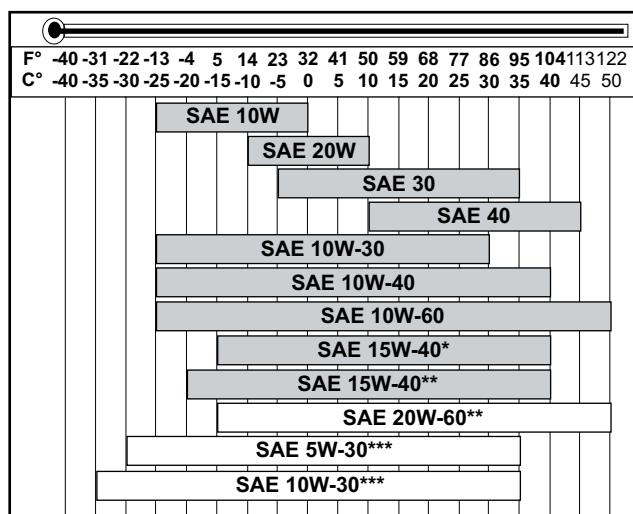 F° -40 -31 -22 -13 -4 5 14 23 32 41 50 59 68 77 86 95 104 113 122
C° -40 -35 -30 -25 -20 -15 -10 -5 0 5 10 15 20 25 30 35 40 45 50
SAE 10W
SAE 20W
SAE 30
SAE 40
SAE 10W-30
SAE 10W-40
SAE 10W-60
SAE 15W-40*
SAE 15W-40**
SAE 20W-60**
SAE 5W-30***
SAE 10W-30***